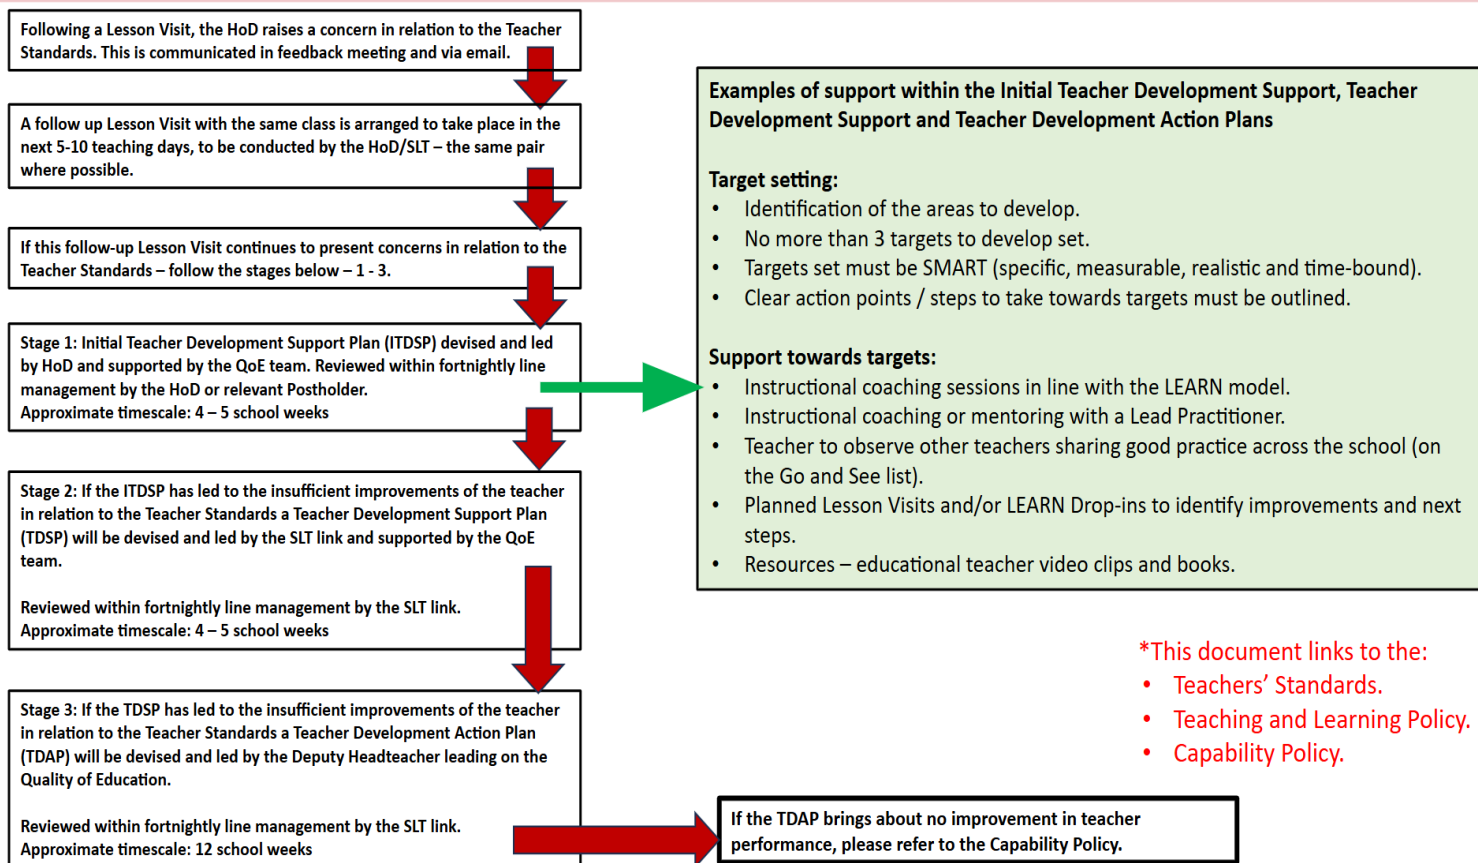 Following a Lesson Visit, the HoD raises a concern in relation to the Teacher
Standards. This is communicated in feedback meeting and via email.
A follow up Lesson Visit with the same class is arranged to take place in the
next 5-10 teaching days, to be conducted by the HoD/SLT – the same pair
where possible.
If this follow-up Lesson Visit continues to present concerns in relation to the
Teacher Standards – follow the stages below – 1 - 3.
Stage 1: Initial Teacher Development Support Plan (ITDSP) devised and led
by HoD and supported by the QoE team. Reviewed within fortnightly line
management by the HoD or relevant Postholder.
Approximate timescale: 4 – 5 school weeks
Stage 2: If the ITDSP has led to the insufficient improvements of the teacher
in relation to the Teacher Standards a Teacher Development Support Plan
(TDSP) will be devised and led by the SLT link and supported by the QoE
team.
Reviewed within fortnightly line management by the SLT link.
Approximate timescale: 4 – 5 school weeks
Stage 3: If the TDSP has led to the insufficient improvements of the teacher
in relation to the Teacher Standards a Teacher Development Action Plan
(TDAP) will be devised and led by the Deputy Headteacher leading on the
Quality of Education.
Reviewed within fortnightly line management by the SLT link.
Approximate timescale: 12 school weeks
Examples of support within the Initial Teacher Development Support, Teacher
Development Support and Teacher Development Action Plans
Target setting:
• Identification of the areas to develop.
• No more than 3 targets to develop set.
• Targets set must be SMART (specific, measurable, realistic and time-bound).
• Clear action points / steps to take towards targets must be outlined.
Support towards targets:
• Instructional coaching sessions in line with the LEARN model.
• Instructional coaching or mentoring with a Lead Practitioner.
• Teacher to observe other teachers sharing good practice across the school (on
the Go and See list).
• Planned Lesson Visits and/or LEARN Drop-ins to identify improvements and next
steps.
• Resources – educational teacher video clips and books.
*This document links to the:
• Teachers’ Standards.
• Teaching and Learning Policy.
• Capability Policy.
If the TDAP brings about no improvement in teacher
performance, please refer to the Capability Policy.